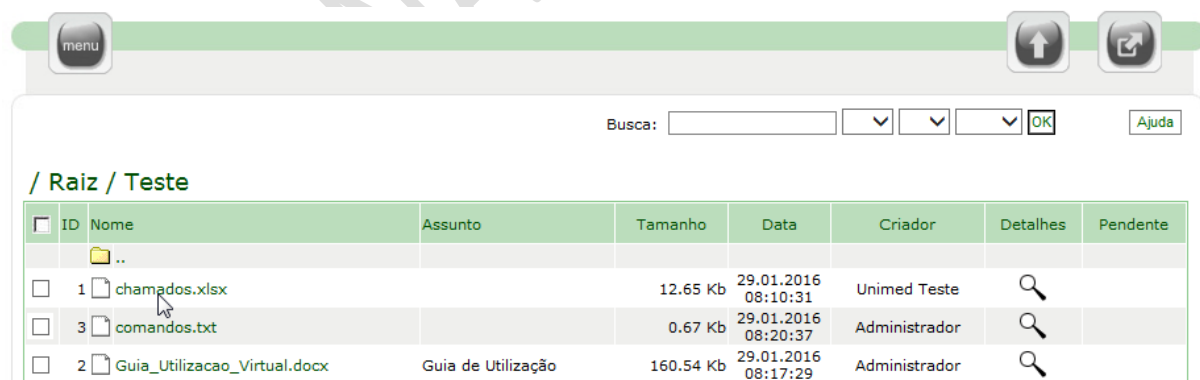 menu
Busca: OK Ajuda
/ Raiz / Teste
ID Nome Assunto Tamanho Data Criador Detalhes Pendente
..
1 chamados.xlsx 12.65 Kb 29.01.2016 08:10:31 Unimed Teste
3 comandos.txt 0.67 Kb 29.01.2016 08:20:37 Administrador
2 Guia_Utilizacao_Virtual.docx Guia de Utilização 160.54 Kb 29.01.2016 08:17:29 Administrador